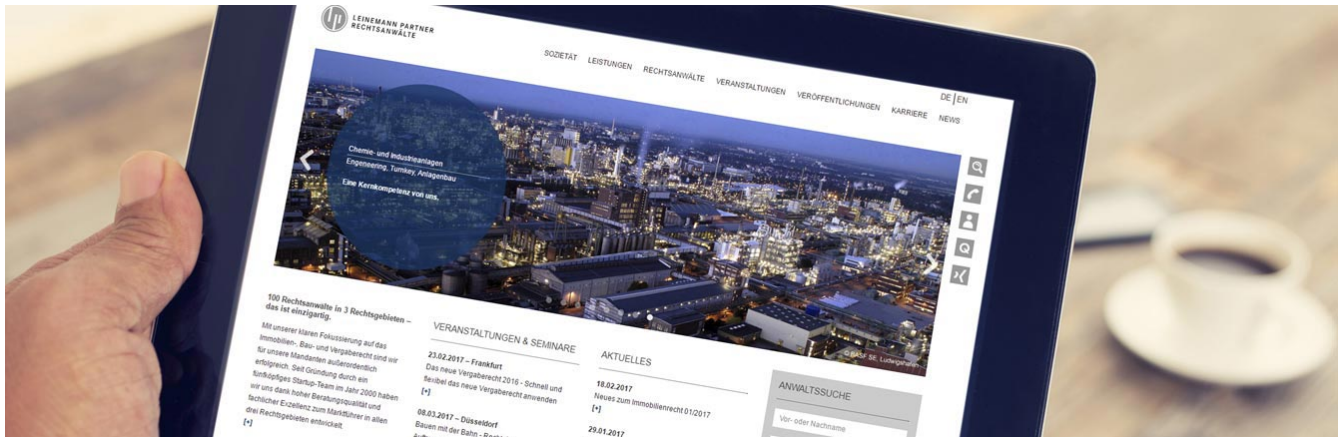 LEINEMANN PARTNER
RECHTSANWÄLTE
SOZIETÄT LEISTUNGEN RECHTSANWÄLTE VERANSTALTUNGEN VERÖFFENTLICHUNGEN KARRIERE NEWS
DE | EN
Chemie- und Industrieanlagen
Engeneering, Turnkey, Anlagenbau
Eine Kernkompetenz von uns.
© BASF SE, Ludwigshafen
100 Rechtsanwälte in 3 Rechtsgebieten –
das ist einzigartig.
Mit unserer klaren Fokussierung auf das
Immobilien-, Bau- und Vergaberecht sind wir
für unsere Mandanten außerordentlich
erfolgreich. Seit Gründung durch ein
fünfköpfiges Startup-Team im Jahr 2000 haben
wir uns dank hoher Beratungsqualität und
fachlicher Exzellenz zum Marktführer in allen
drei Rechtsgebieten entwickelt.
[+]
VERANSTALTUNGEN & SEMINARE
23.02.2017 – Frankfurt
Das neue Vergaberecht 2016 - Schnell und
flexibel das neue Vergaberecht anwenden
[+]
08.03.2017 – Düsseldorf
Bauen mit der Bahn
AKTUELLES
18.02.2017
Neues zum Immobilienrecht 01/2017
[+]
29.01.2017
ANWALTSSUCHE
Vor- oder Nachname